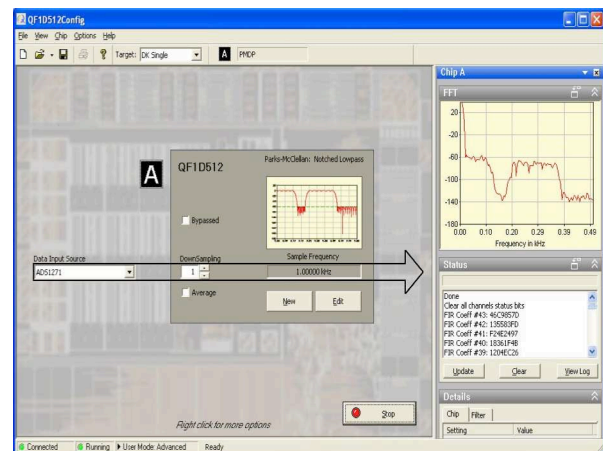 QF1D512Config
File View Chip Options Help
Target: DK Single
A
PMDP
Chip A
FFT
20
-20
-60
-100
-140
-180
0.00 0.10 0.20 0.29 0.39 0.49
Frequency in kHz
A
QF1D512
Parks-McClellan: Notched Lowpass
Bypassed
Data Input Source
ADS1271
DownSampling
1
Sample Frequency
1.00000 kHz
Average
New
Edit
Status
Done
Clear all channels status bits
FIR Coeff #43: 46C9857D
FIR Coeff #42: 135583FD
FIR Coeff #41: F24E2497
FIR Coeff #40: 18361F4B
FIR Coeff #39: 1204EC26
Update
Clear
View Log
Details
Chip Filter
Setting Value
Stop
Right click for more options
Connected Running User Mode: Advanced Ready